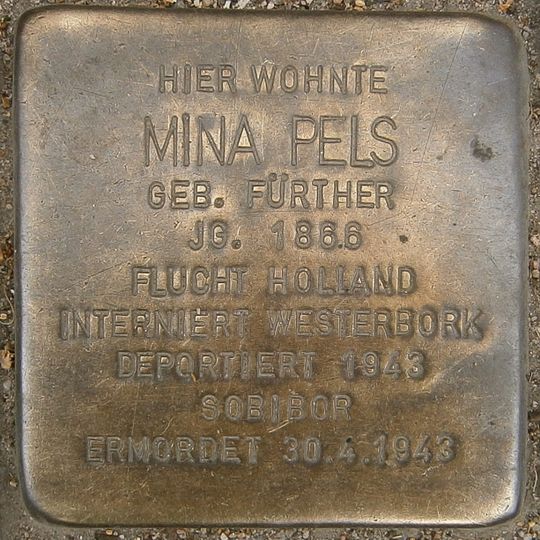 HIER WOHNTE
MINA PELS
GEB. FÜRTHER
JG. 1866
FLUCHT HOLLAND
INTERNIERT WESTERBORK
DEPORTIERT 1943
SOBIBOR
ERMORDET 30.4.1943